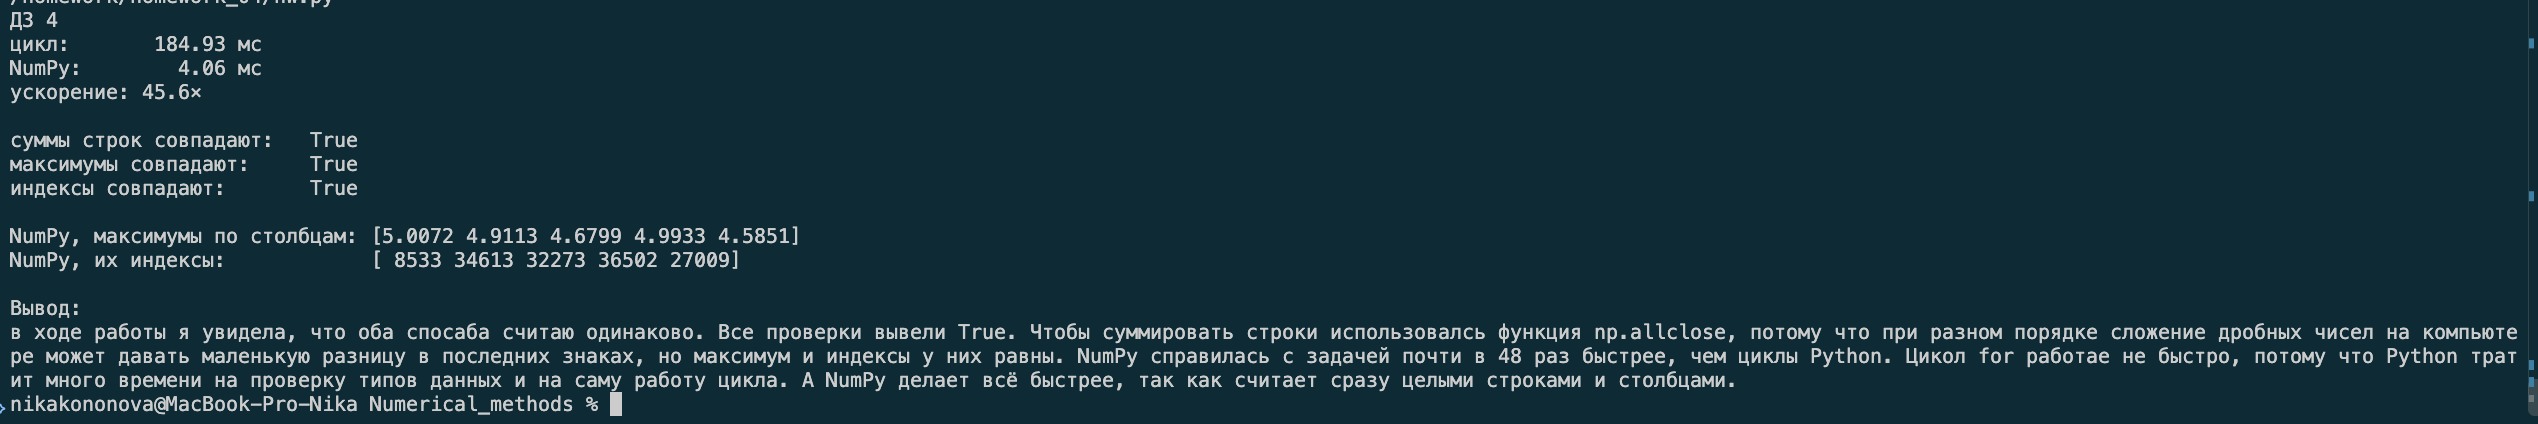 ДЗ 4
цикл:       184.93 мс
NumPy:        4.06 мс
ускорение: 45.6×
суммы строк совпадают:   True
максимумы совпадают:     True
индексы совпадают:       True
NumPy, максимумы по столбцам: [5.0072 4.9113 4.6799 4.9933 4.5851]
NumPy, их индексы:            [ 8533 34613 32273 36502 27009]
Вывод:
в ходе работы я увидела, что оба спосаба считаю одинаково. Все проверки вывели True. Чтобы суммировать строки использовалсь функция np.allclose, потому что при разном порядке сложение дробных чисел на компьюте
ре может давать маленькую разницу в последних знаках, но максимум и индексы у них равны. NumPy справилась с задачей почти в 48 раз быстрее, чем циклы Python. Цикол for работае не быстро, потому что Python трат
ит много времени на проверку типов данных и на саму работу цикла. А NumPy делает всё быстрее, так как считает сразу целыми строками и столбцами.
nikakononova@MacBook-Pro-Nika Numerical_methods %